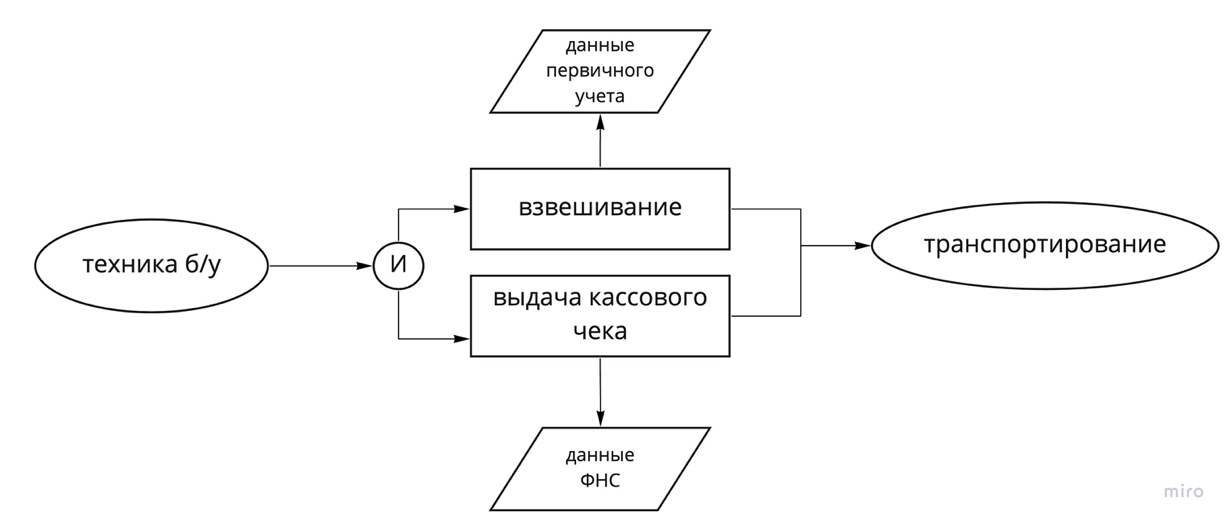 данные
первичного
учета
взвешивание
техника б/у
И
транспортирование
выдача кассового
чека
данные
ФНС
miro